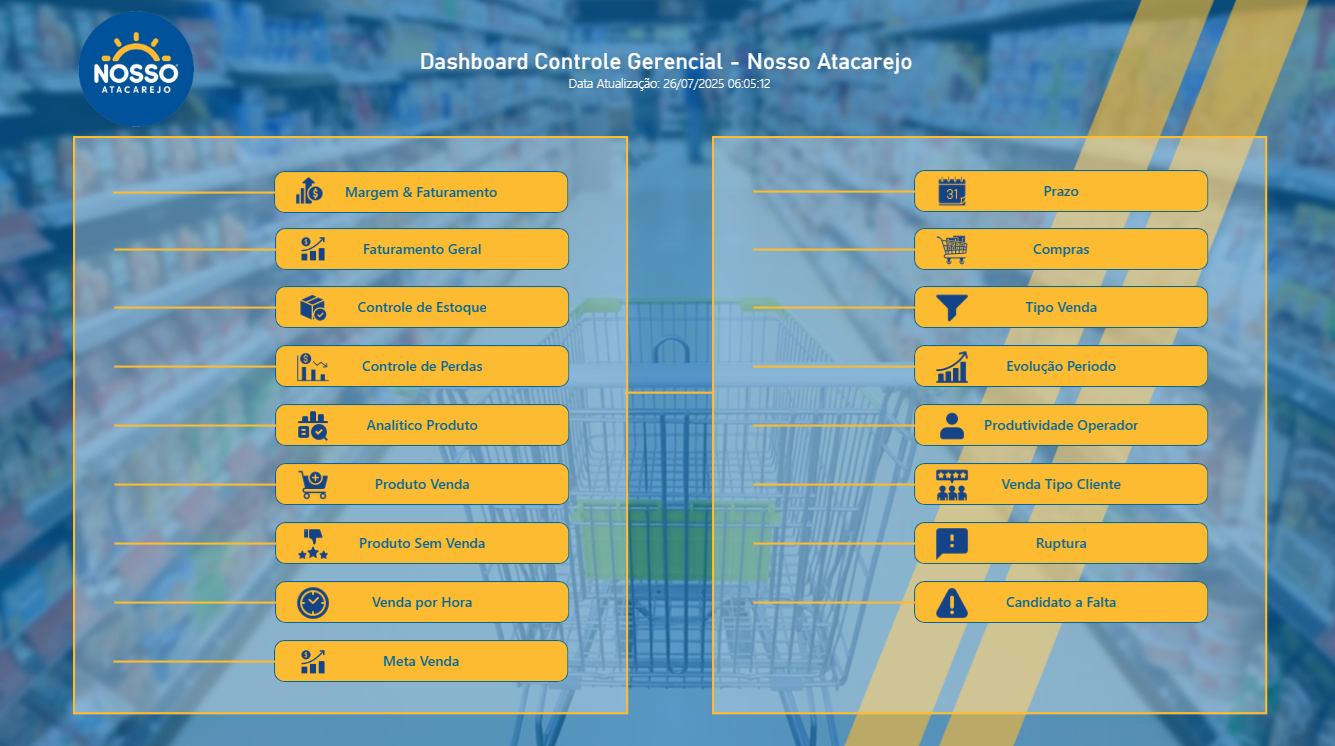 NOSSO
ATACAREJO
Dashboard Controle Gerencial - Nosso Atacarejo
Data Atualização: 26/07/2025 06:05:12
Margem & Faturamento
Faturamento Geral
Controle de Estoque
Controle de Perdas
Analítico Produto
Produto Venda
Produto Sem Venda
Venda por Hora
Meta Venda
31
Prazo
Compras
Tipo Venda
Evolução Periodo
Produtividade Operador
Venda Tipo Cliente
Ruptura
Candidato a Falta